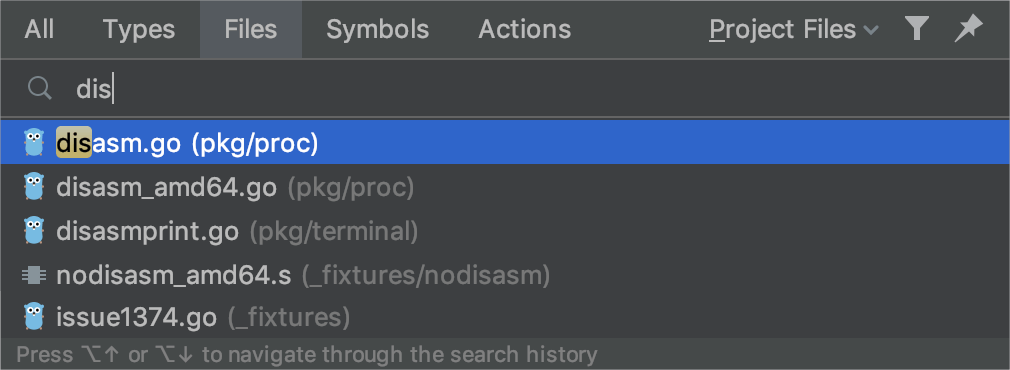 All Types Files Symbols Actions Project Files
dis
disasm.go (pkg/proc)
disasm_amd64.go (pkg/proc)
disasmprint.go (pkg/terminal)
nodisasm_amd64.s (_fixtures/nodisasm)
issue1374.go (_fixtures)
Press ⌥↑ or ⌥↓ to navigate through the search history